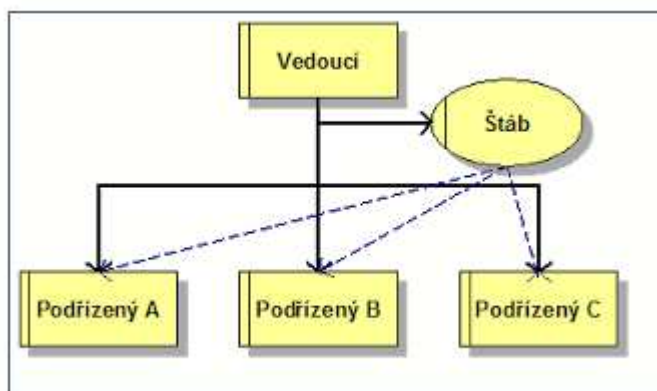 Vedoucí
Štáb
Podřízený A
Podřízený B
Podřízený C